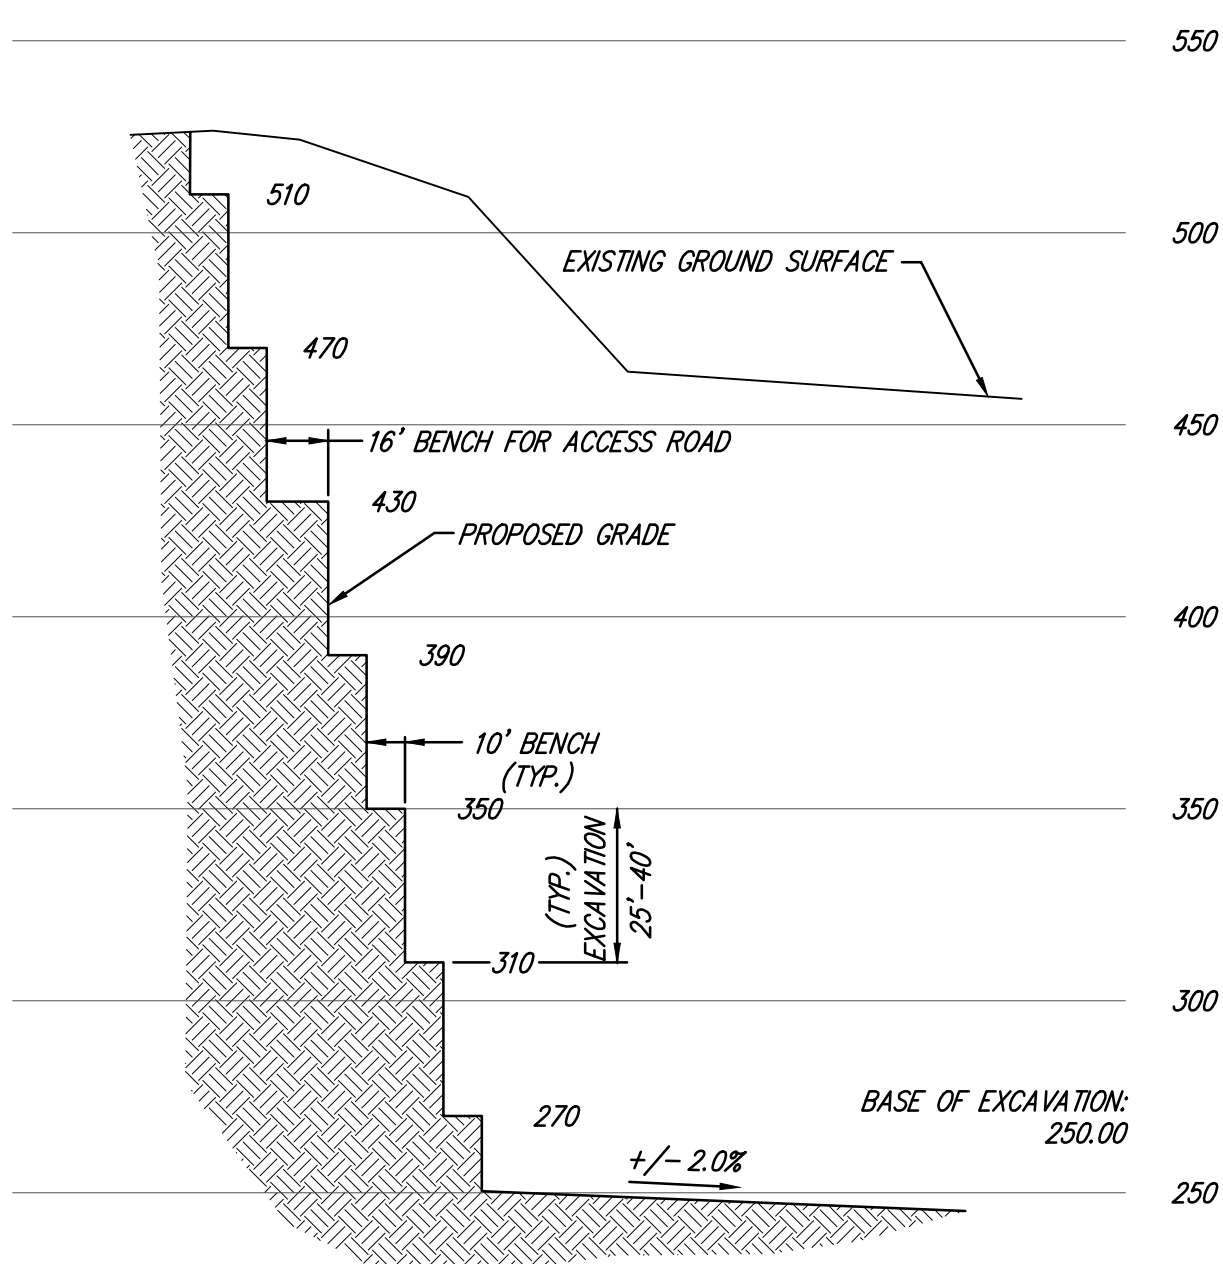 550
510
500
EXISTING GROUND SURFACE
470
450
16' BENCH FOR ACCESS ROAD
430
PROPOSED GRADE
400
390
10' BENCH
(TYP.)
350
350
(TYP.)
EXCAVATION
25'-40'
310
300
270
BASE OF EXCAVATION:
250.00
+/- 2.0%
250